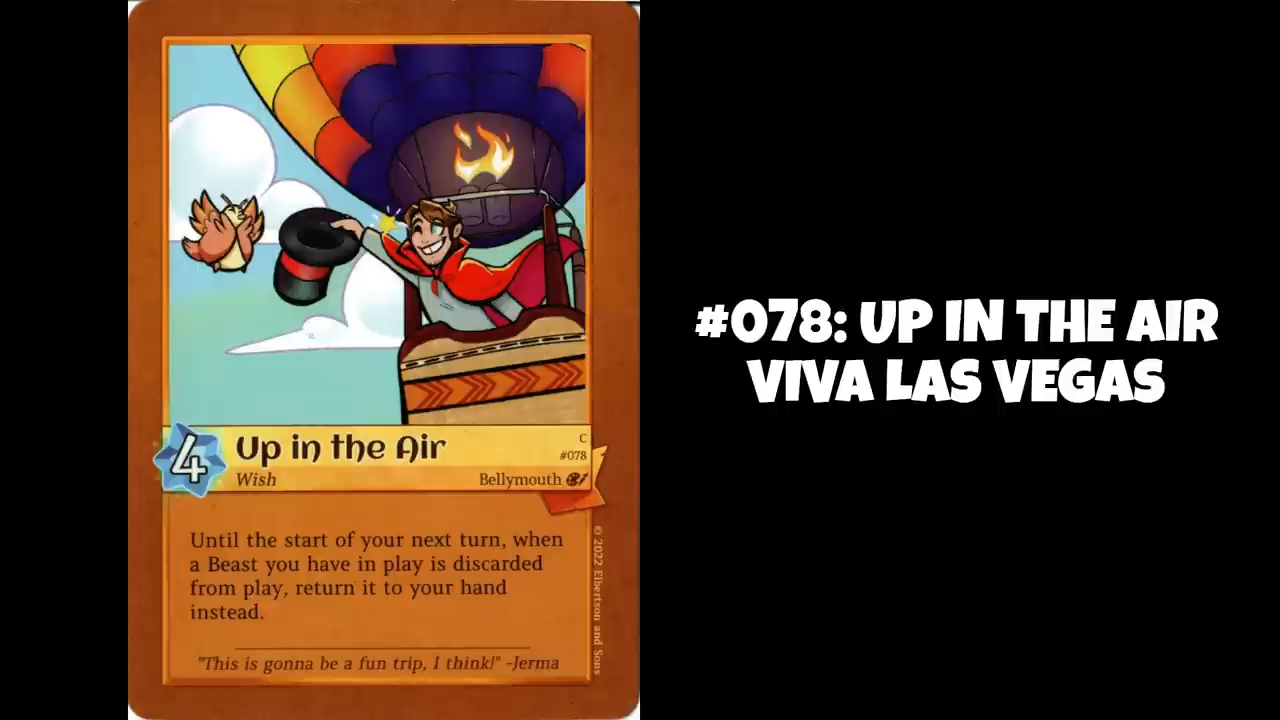 4
Up in the Air
C
#078
Wish
Bellymouth
Until the start of your next turn, when
a Beast you have in play is discarded
from play, return it to your hand
instead.
"This is gonna be a fun trip, I think!" -Jerma
© 2022 Elbertson and Sons
#078: UP IN THE AIR
VIVA LAS VEGAS